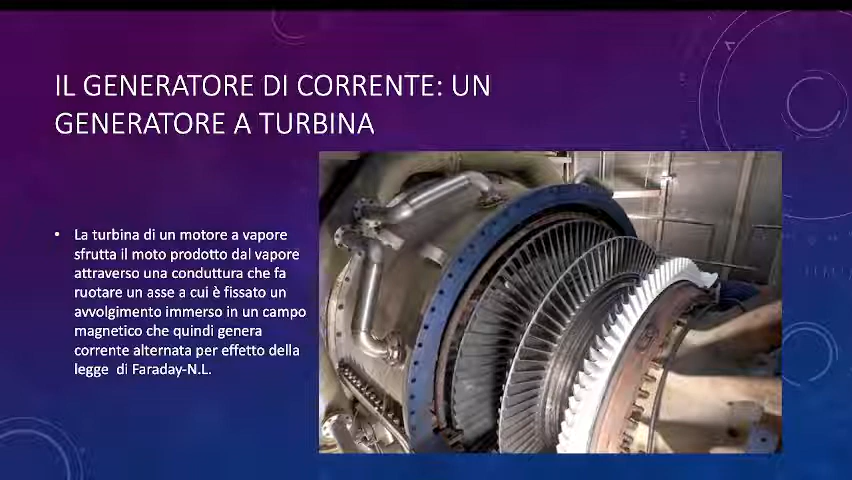 IL GENERATORE DI CORRENTE: UN
GENERATORE A TURBINA
• La turbina di un motore a vapore
sfrutta il moto prodotto dal vapore
attraverso una conduttura che fa
ruotare un asse a cui è fissato un
avvolgimento immerso in un campo
magnetico che quindi genera
corrente alternata per effetto della
legge di Faraday-N.L.